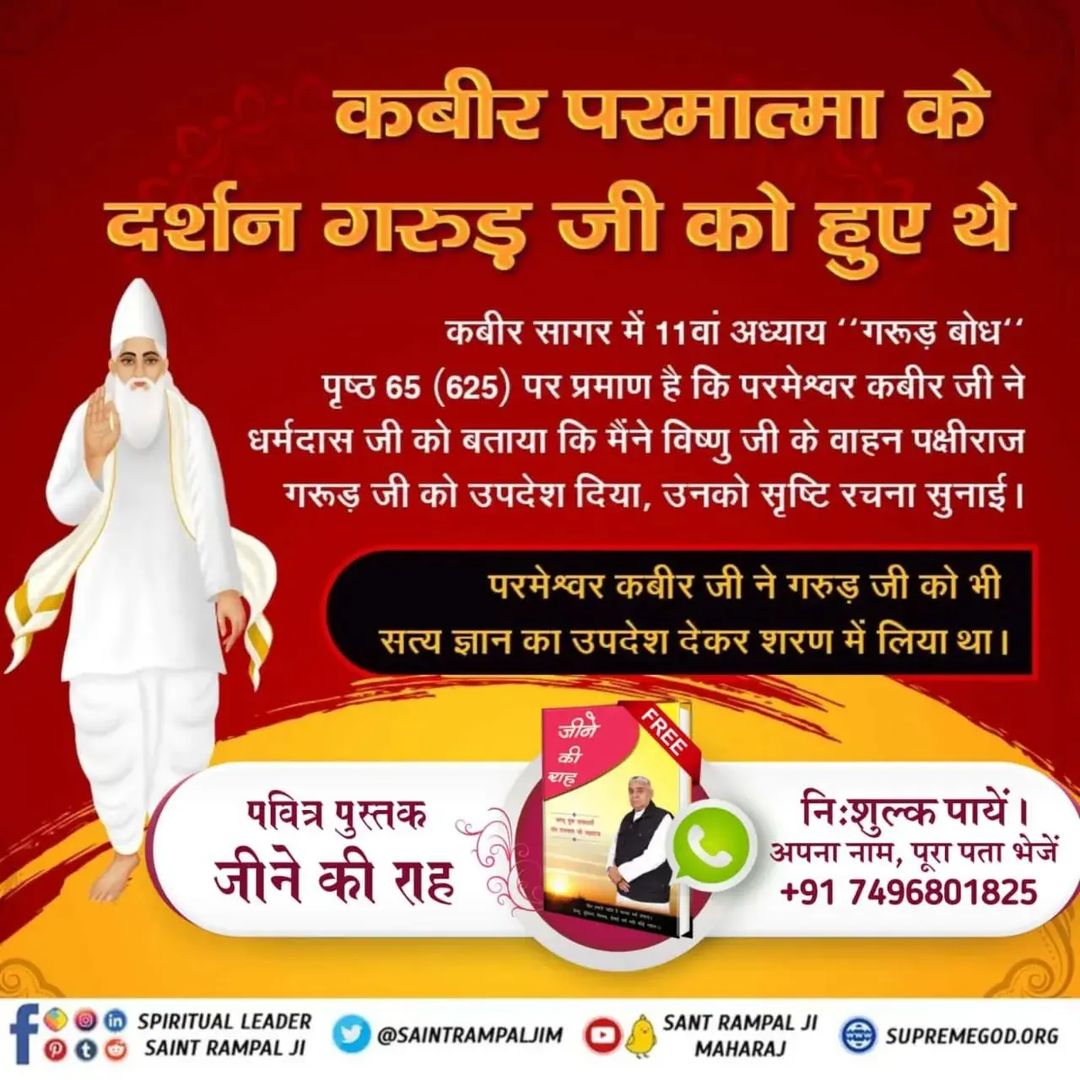 कबीर परमात्मा के
दर्शन गरुड़ जी को हुए थे
कबीर सागर में 11वां अध्याय ‘‘गरूड़ बोध‘‘
पृष्ठ 65 (625) पर प्रमाण है कि परमेश्वर कबीर जी ने
धर्मदास जी को बताया कि मैंने विष्णु जी के वाहन पक्षीराज
गरूड़ जी को उपदेश दिया, उनको सृष्टि रचना सुनाई।
परमेश्वर कबीर जी ने गरुड़ जी को भी
सत्य ज्ञान का उपदेश देकर शरण में लिया था।
पवित्र पुस्तक
जीने की राह
जीने
की
राह
FREE
निःशुल्क पायें।
अपना नाम, पूरा पता भेजें
+91 7496801825
SPIRITUAL LEADER
SAINT RAMPAL JI
@SAINTRAMPALJIM
SANT RAMPAL JI
MAHARAJ
SUPREMEGOD.ORG